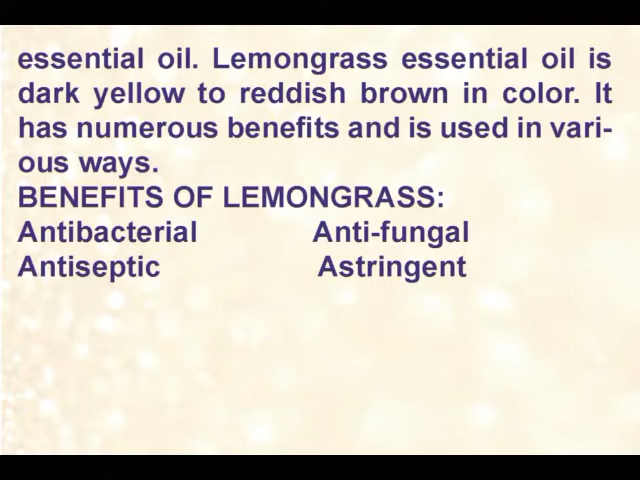 essential oil. Lemongrass essential oil is
dark yellow to reddish brown in color. It
has numerous benefits and is used in vari-
ous ways.
BENEFITS OF LEMONGRASS:
Antibacterial Anti-fungal
Antiseptic Astringent